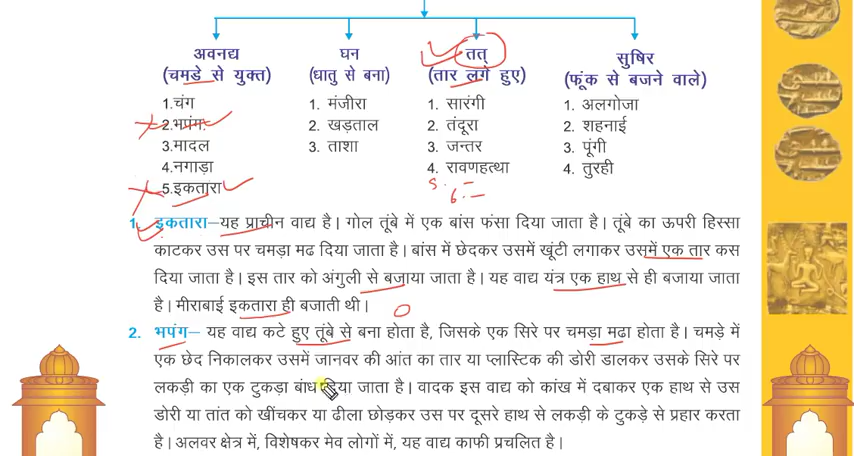 अवनद्य घन तत् सुषिर
(चमडे से युक्त) (धातु से बना) (तार लगे हुए) (फूंक से बजने वाले)
1.चंग 1. मंजीरा 1. सारंगी 1. अलगोजा
2.भपंग. 2. खड़ताल 2. तंदूरा 2. शहनाई
3.मादल 3. ताशा 3. जन्तर 3. पूंगी
4.नगाड़ा 4. रावणहत्था 4. तुरही
5.इकतारा 5. –
6. –
1. इकतारा–यह प्राचीन वाद्य है। गोल तूंबे में एक बांस फंसा दिया जाता है। तूंबे का ऊपरी हिस्सा
काटकर उस पर चमड़ा मढ दिया जाता है। बांस में छेदकर उसमें खूंटी लगाकर उसमें एक तार कस
दिया जाता है। इस तार को अंगुली से बजाया जाता है। यह वाद्य यंत्र एक हाथ से ही बजाया जाता
है। मीराबाई इकतारा ही बजाती थी।
2. भपंग– यह वाद्य कटे हुए तूंबे से बना होता है, जिसके एक सिरे पर चमड़ा मढा होता है। चमड़े में
एक छेद निकालकर उसमें जानवर की आंत का तार या प्लास्टिक की डोरी डालकर उसके सिरे पर
लकड़ी का एक टुकड़ा बांध दिया जाता है। वादक इस वाद्य को कांख में दबाकर एक हाथ से उस
डोरी या तांत को खींचकर या ढीला छोड़कर उस पर दूसरे हाथ से लकड़ी के टुकड़े से प्रहार करता
है। अलवर क्षेत्र में, विशेषकर मेव लोगों में, यह वाद्य काफी प्रचलित है।